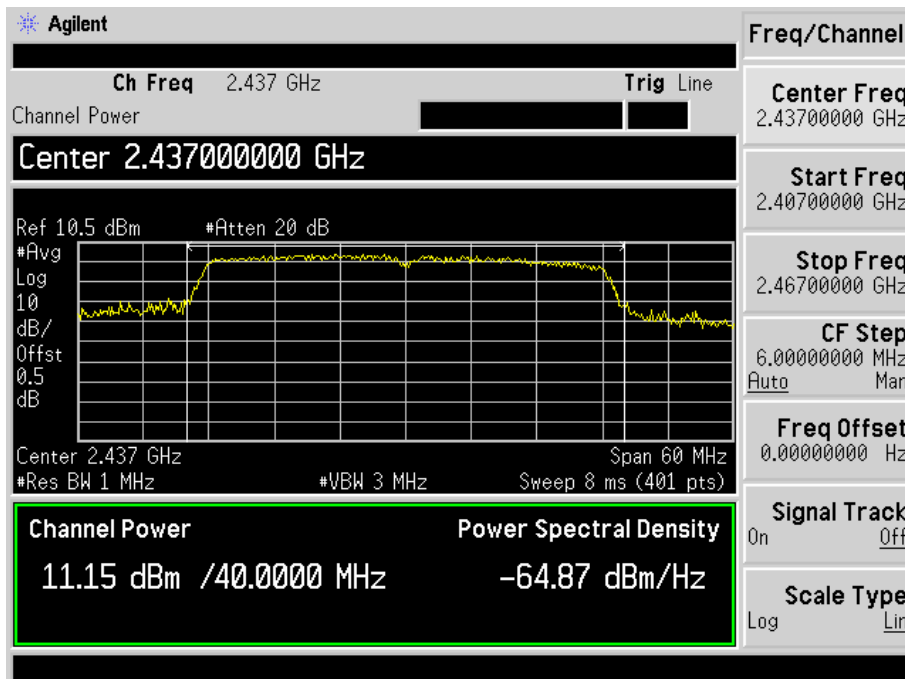 Agilent
Ch Freq 2.437 GHz Trig Line
Channel Power
Center 2.437000000 GHz
Ref 10.5 dBm #Atten 20 dB
#Avg
Log
10
dB/
Offst
0.5
dB
Center 2.437 GHz Span 60 MHz
#Res BW 1 MHz #VBW 3 MHz Sweep 8 ms (401 pts)
Channel Power Power Spectral Density
11.15 dBm /40.0000 MHz -64.87 dBm/Hz
Freq/Channel
Center Freq
2.43700000 GHz
Start Freq
2.40700000 GHz
Stop Freq
2.46700000 GHz
CF Step
6.00000000 MHz
Auto Man
Freq Offset
0.00000000 Hz
Signal Track
On Off
Scale Type
Log Lin